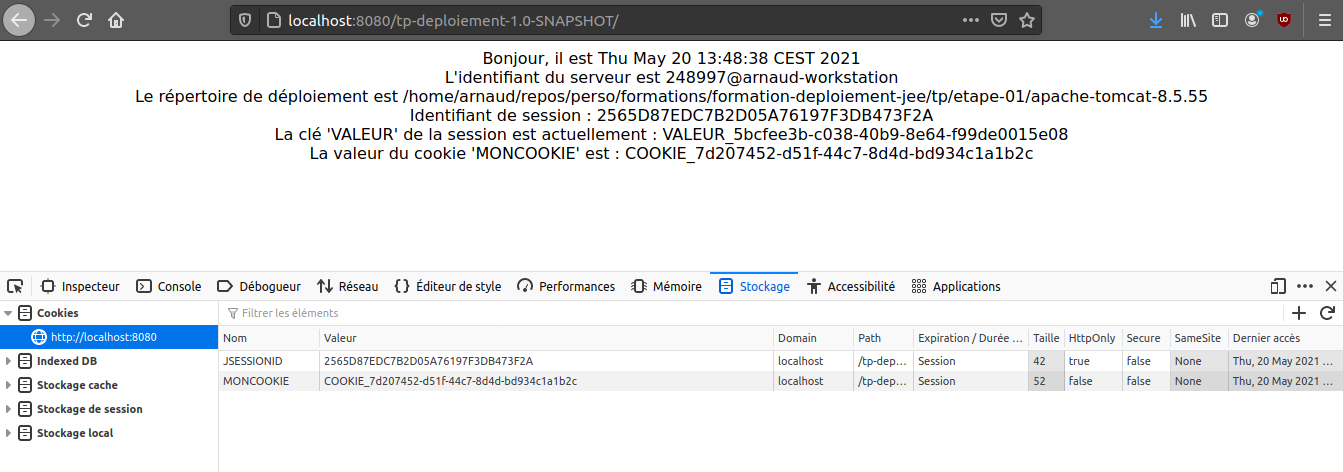 localhost:8080/tp-deploiement-1.0-SNAPSHOT/
Bonjour, il est Thu May 20 13:48:38 CEST 2021
L'identifiant du serveur est 248997@arnaud-workstation
Le répertoire de déploiement est /home/arnaud/repos/perso/formations/formation-deploiement-jee/tp/etape-01/apache-tomcat-8.5.55
Identifiant de session : 2565D87EDC7B2D05A76197F3DB473F2A
La clé 'VALEUR' de la session est actuellement : VALEUR_5bcfee3b-c038-40b9-8e64-f99de0015e08
La valeur du cookie 'MONCOOKIE' est : COOKIE_7d207452-d51f-44c7-8d4d-bd934c1a1b2c
Inspecteur Console Débogueur Réseau Éditeur de style Performances Mémoire Stockage Accessibilité Applications
Cookies
http://localhost:8080
Indexed DB
Stockage cache
Stockage de session
Stockage local
Filtrer les éléments
Nom Valeur Domain Path Expiration / Durée ... Taille HttpOnly Secure SameSite Dernier accès
JSESSIONID 2565D87EDC7B2D05A76197F3DB473F2A localhost /tp-dep... Session 42 true false None Thu, 20 May 2021 ...
MONCOOKIE COOKIE_7d207452-d51f-44c7-8d4d-bd934c1a1b2c localhost /tp-dep... Session 52 false false None Thu, 20 May 2021 ...